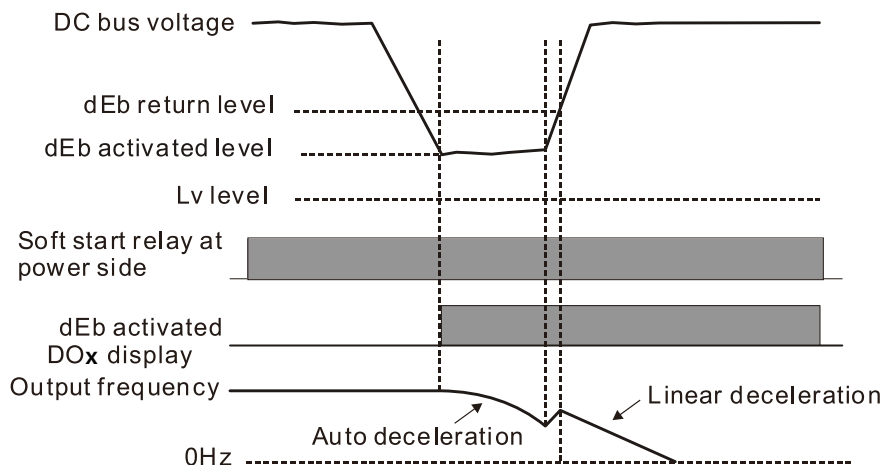 DC bus voltage
dEb return level
dEb activated level
Lv level
Soft start relay at
power side
dEb activated
DOx display
Output frequency
Linear deceleration
Auto deceleration
0Hz